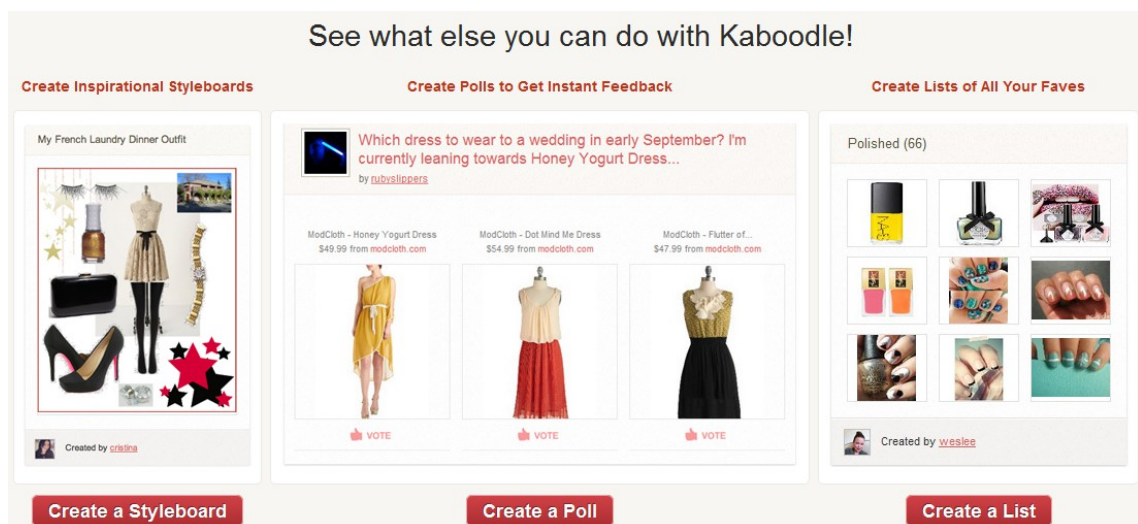 See what else you can do with Kaboodle!
Create Inspirational Styleboards
My French Laundry Dinner Outfit
Created by cristina
Create a Styleboard
Create Polls to Get Instant Feedback
Which dress to wear to a wedding in early September? I'm
currently leaning towards Honey Yogurt Dress...
by rubyslippers
ModCloth - Honey Yogurt Dress
$49.99 from modcloth.com
VOTE
ModCloth - Dot Mind Me Dress
$54.99 from modcloth.com
VOTE
ModCloth - Flutter of...
$47.99 from modcloth.com
VOTE
Create a Poll
Create Lists of All Your Faves
Polished (66)
NARS
Created by weslee
Create a List